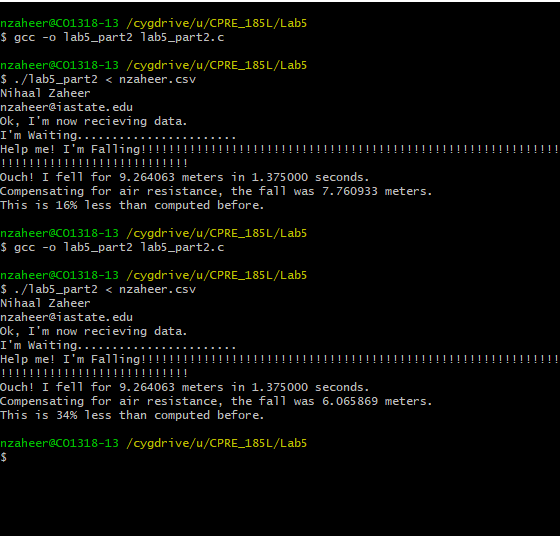 nzaheer@CO1318-13 /cygdrive/u/CPRE_185L/Lab5
$ gcc -o lab5_part2 lab5_part2.c
nzaheer@CO1318-13 /cygdrive/u/CPRE_185L/Lab5
$ ./lab5_part2 < nzaheer.csv
Nihaal Zaheer
nzaheer@iastate.edu
Ok, I'm now recieving data.
I'm Waiting.......................
Help me! I'm Falling!!!!!!!!!!!!!!!!!!!!!!!!!!!!!!!!!!!!!!!!!!!!!!!!!!!!!!!!!!!!
!!!!!!!!!!!!!!!!!!!!!!!!!!!
Ouch! I fell for 9.264063 meters in 1.375000 seconds.
Compensating for air resistance, the fall was 7.760933 meters.
This is 16% less than computed before.
nzaheer@CO1318-13 /cygdrive/u/CPRE_185L/Lab5
$ gcc -o lab5_part2 lab5_part2.c
nzaheer@CO1318-13 /cygdrive/u/CPRE_185L/Lab5
$ ./lab5_part2 < nzaheer.csv
Nihaal Zaheer
nzaheer@iastate.edu
Ok, I'm now recieving data.
I'm Waiting.......................
Help me! I'm Falling!!!!!!!!!!!!!!!!!!!!!!!!!!!!!!!!!!!!!!!!!!!!!!!!!!!!!!!!!!!!
!!!!!!!!!!!!!!!!!!!!!!!!!!!
Ouch! I fell for 9.264063 meters in 1.375000 seconds.
Compensating for air resistance, the fall was 6.065869 meters.
This is 34% less than computed before.
nzaheer@CO1318-13 /cygdrive/u/CPRE_185L/Lab5
$